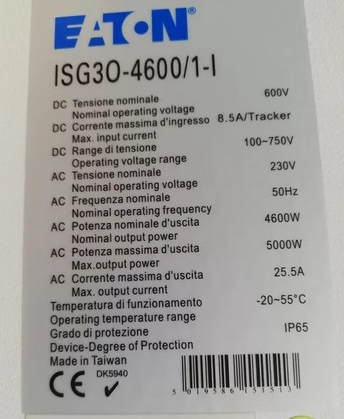 EATON
ISG3O-4600/1-I
DC Tensione nominale 600V
Nominal operating voltage
DC Corrente massima d'ingresso 8.5A/Tracker
Max. input current
DC Range di tensione 100~750V
Operating voltage range
AC Tensione nominale 230V
Nominal operating voltage
AC Frequenza nominale 50Hz
Nominal operating frequency
AC Potenza nominale d'uscita 4600W
Nominal output power
AC Potenza massima d'uscita 5000W
Max.output power
AC Corrente massima d'uscita 25.5A
Max. output current
Temperatura di funzionamento -20~55°C
Operating temperature range
Grado di protezione IP65
Device-Degree of Protection
Made in Taiwan
CE DK5940
5 019586 151513